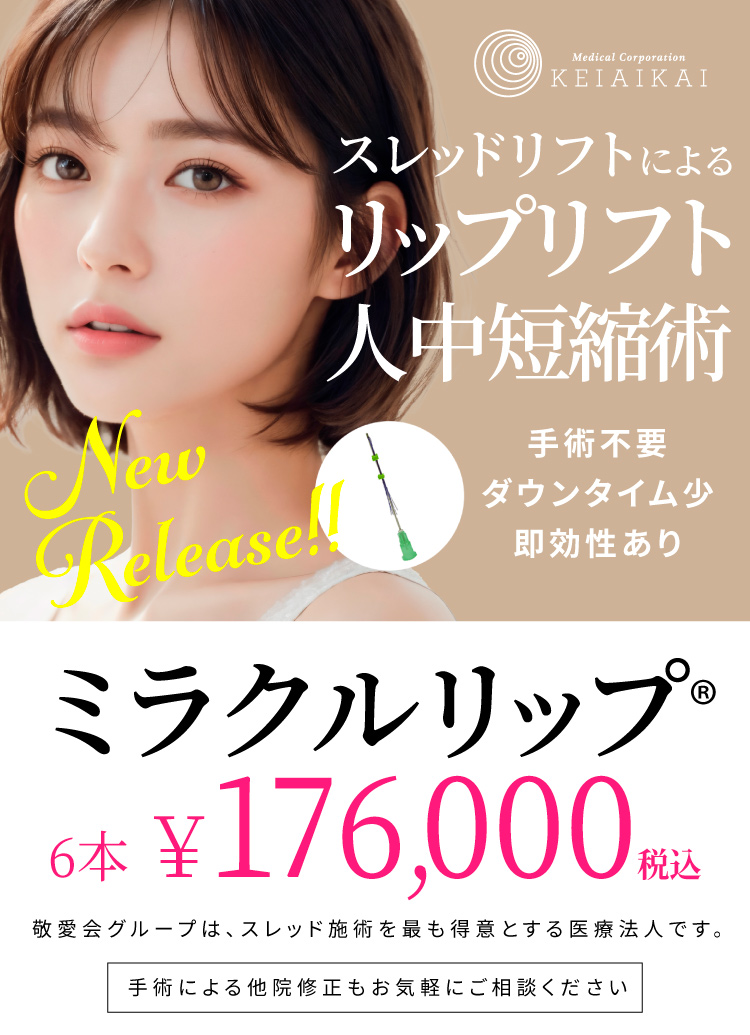 Medical Corporation
KEIAIKAI
スレッドリフトによる
リップリフト
人中短縮術
手術不要
ダウンタイム少
即効性あり
New
Release!!
ミラクルリップ®
6本 ¥176,000税込
敬愛会グループは、スレッド施術を最も得意とする医療法人です。
手術による他院修正もお気軽にご相談ください